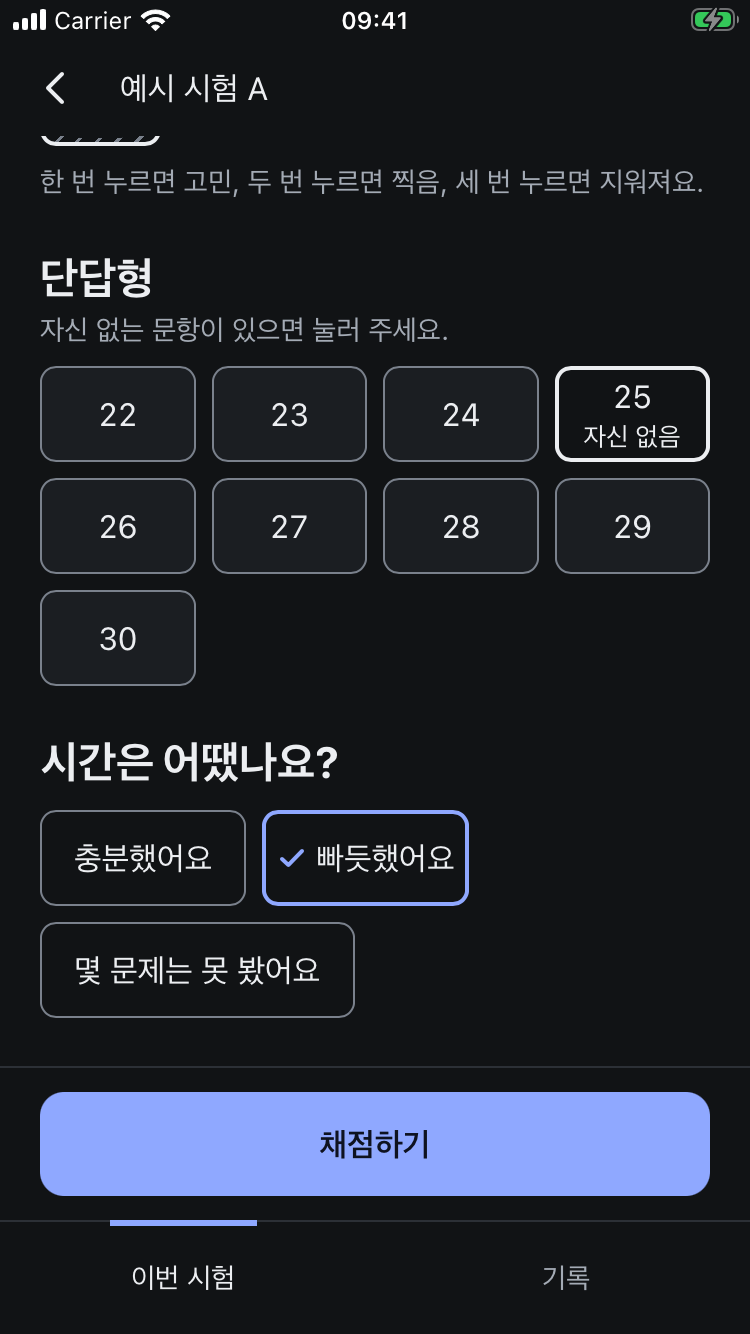 Carrier 09:41
예시 시험 A
한 번 누르면 고민, 두 번 누르면 찍음, 세 번 누르면 지워져요.
단답형
자신 없는 문항이 있으면 눌러 주세요.
22 23 24 25
자신 없음
26 27 28 29
30
시간은 어땠나요?
충분했어요 빠듯했어요
몇 문제는 못 봤어요
채점하기
이번 시험 기록